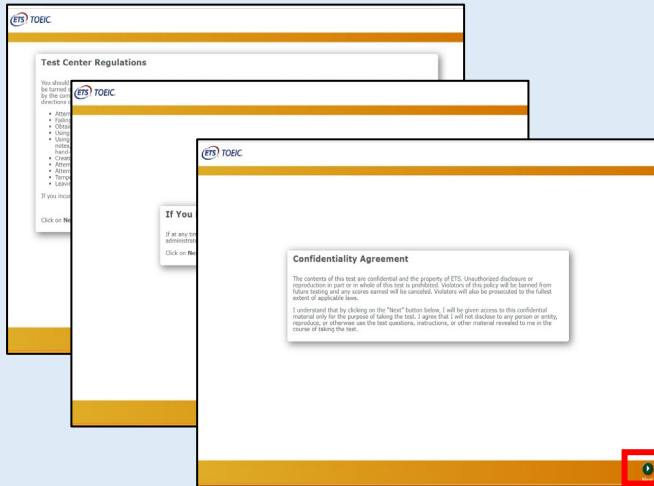 ETS TOEIC
Test Center Regulations
You should
be turned
by the com
directions
• Attem
• Failing
• Obtai
• Using
• Using
notes,
hand-
• Creat
• Attem
• Attem
• Tampe
• Leavin
If you incu
Click on Ne
ETS TOEIC
If You
If at any tim
administrat
Click on Ne
ETS TOEIC
Confidentiality Agreement
The contents of this test are confidential and the property of ETS. Unauthorized disclosure or
reproduction in part or in whole of this test is prohibited. Violators of this policy will be banned from
future testing and any scores earned will be canceled. Violators will also be prosecuted to the fullest
extent of applicable laws.
I understand that by clicking on the "Next" button below, I will be given access to this confidential
material only for the purpose of taking the test. I agree that I will not disclose to any person or entity,
reproduce, or otherwise use the test questions, instructions, or other material revealed to me in the
course of taking the test.
Next